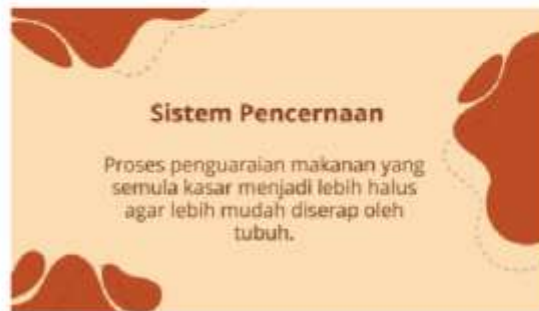 Sistem Pencernaan
Proses penguaraian makanan yang
semula kasar menjadi lebih halus
agar lebih mudah diserap oleh
tubuh.